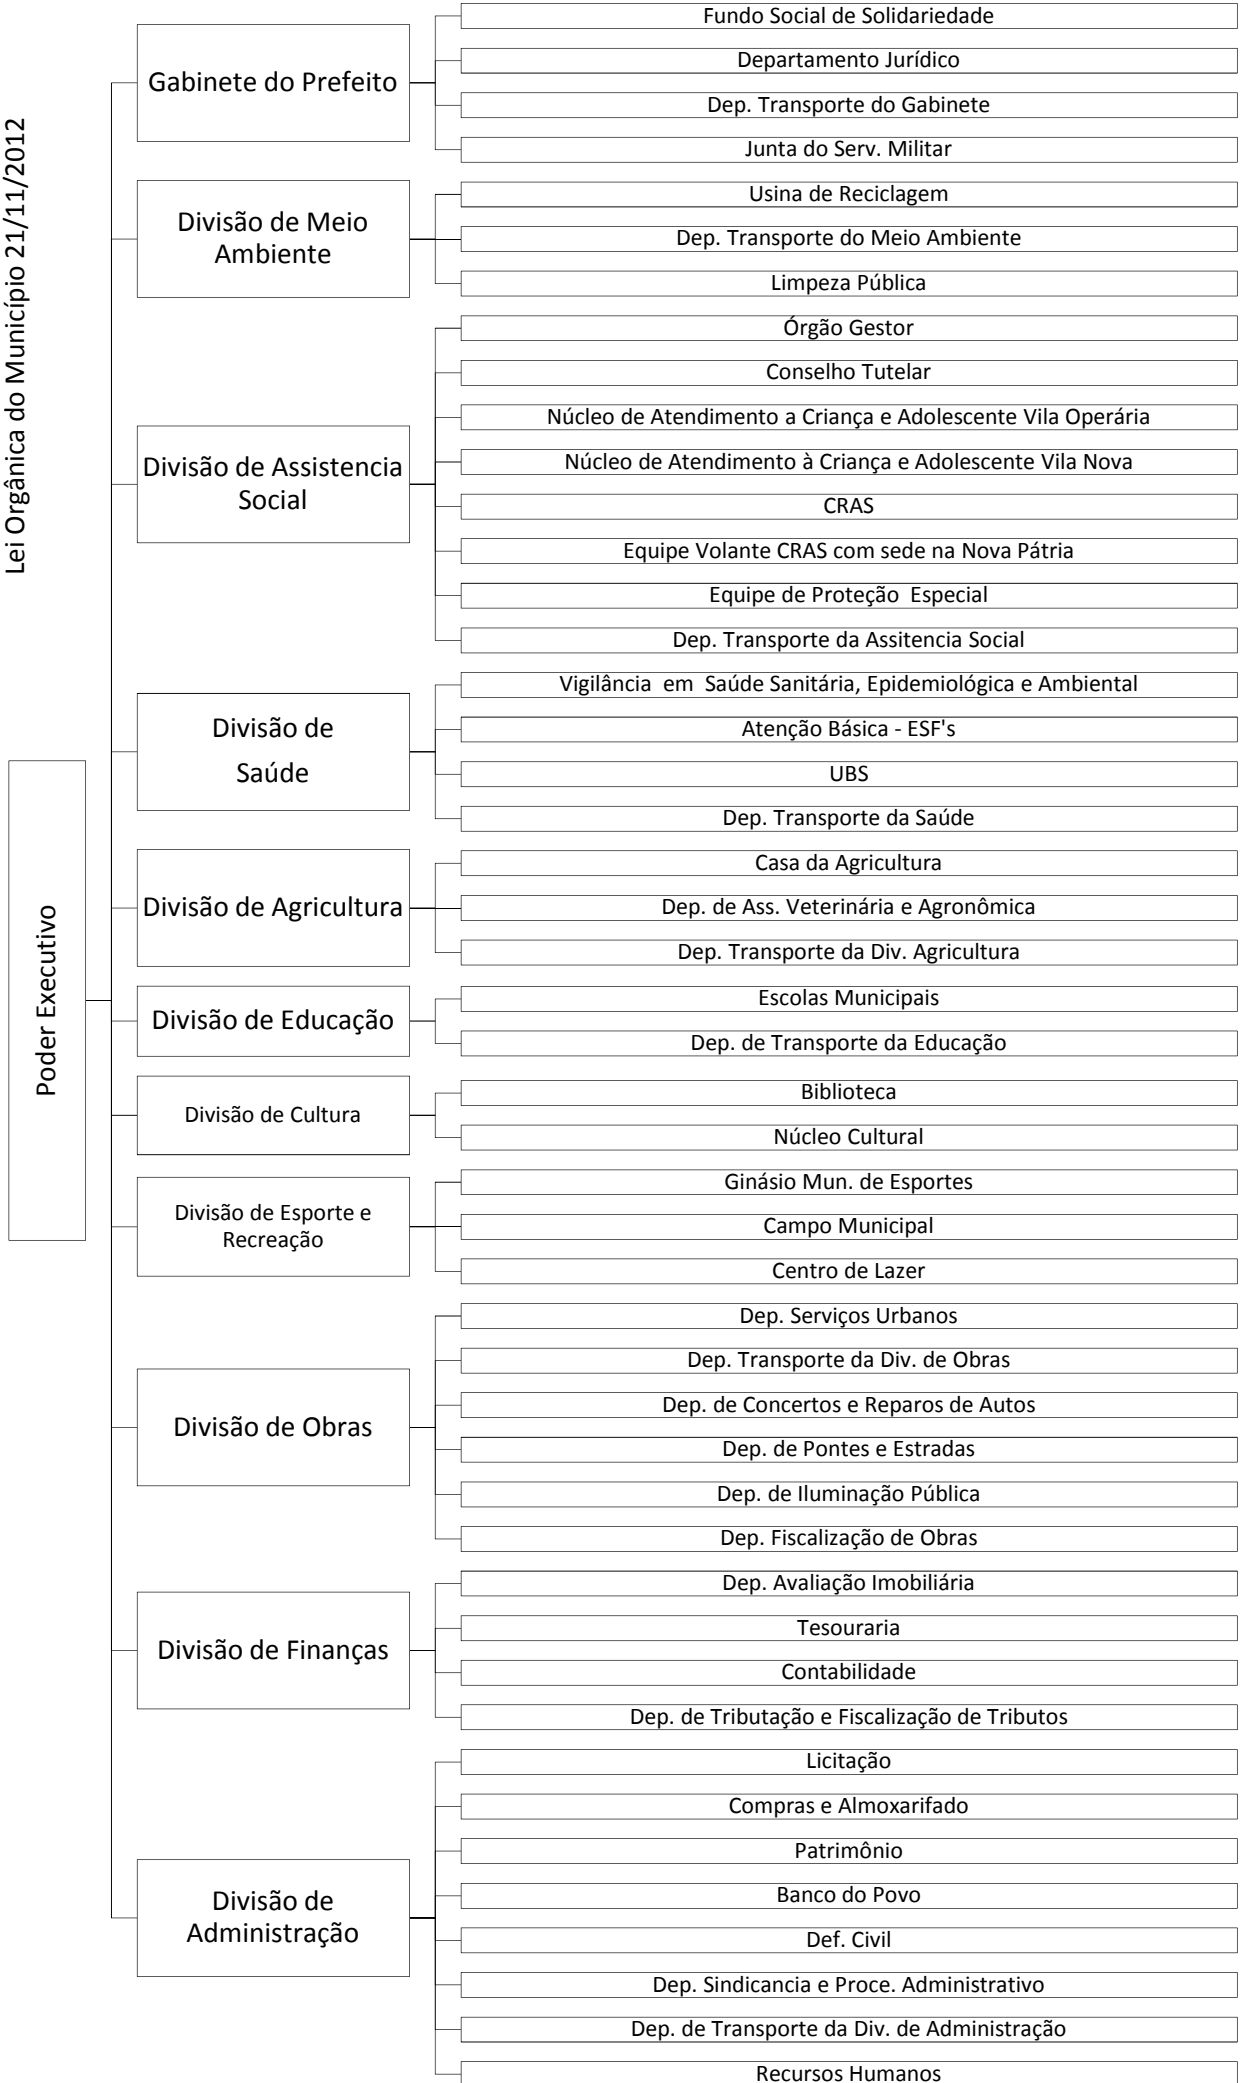 Lei Orgânica do Município 21/11/2012
Poder Executivo
Gabinete do Prefeito
Fundo Social de Solidariedade
Departamento Jurídico
Dep. Transporte do Gabinete
Junta do Serv. Militar
Divisão de Meio
Ambiente
Usina de Reciclagem
Dep. Transporte do Meio Ambiente
Limpeza Pública
Divisão de Assistencia
Social
Órgão Gestor
Conselho Tutelar
Núcleo de Atendimento a Criança e Adolescente Vila Operária
Núcleo de Atendimento à Criança e Adolescente Vila Nova
CRAS
Equipe Volante CRAS com sede na Nova Pátria
Equipe de Proteção  Especial
Dep. Transporte da Assitencia Social
Divisão de
Saúde
Vigilância  em  Saúde Sanitária, Epidemiológica e Ambiental
Atenção Básica - ESF's
UBS
Dep. Transporte da Saúde
Divisão de Agricultura
Casa da Agricultura
Dep. de Ass. Veterinária e Agronômica
Dep. Transporte da Div. Agricultura
Divisão de Educação
Escolas Municipais
Dep. de Transporte da Educação
Divisão de Cultura
Biblioteca
Núcleo Cultural
Divisão de Esporte e
Recreação
Ginásio Mun. de Esportes
Campo Municipal
Centro de Lazer
Divisão de Obras
Dep. Serviços Urbanos
Dep. Transporte da Div. de Obras
Dep. de Concertos e Reparos de Autos
Dep. de Pontes e Estradas
Dep. de Iluminação Pública
Dep. Fiscalização de Obras
Divisão de Finanças
Dep. Avaliação Imobiliária
Tesouraria
Contabilidade
Dep. de Tributação e Fiscalização de Tributos
Divisão de
Administração
Licitação
Compras e Almoxarifado
Patrimônio
Banco do Povo
Def. Civil
Dep. Sindicancia e Proce. Administrativo
Dep. de Transporte da Div. de Administração
Recursos Humanos